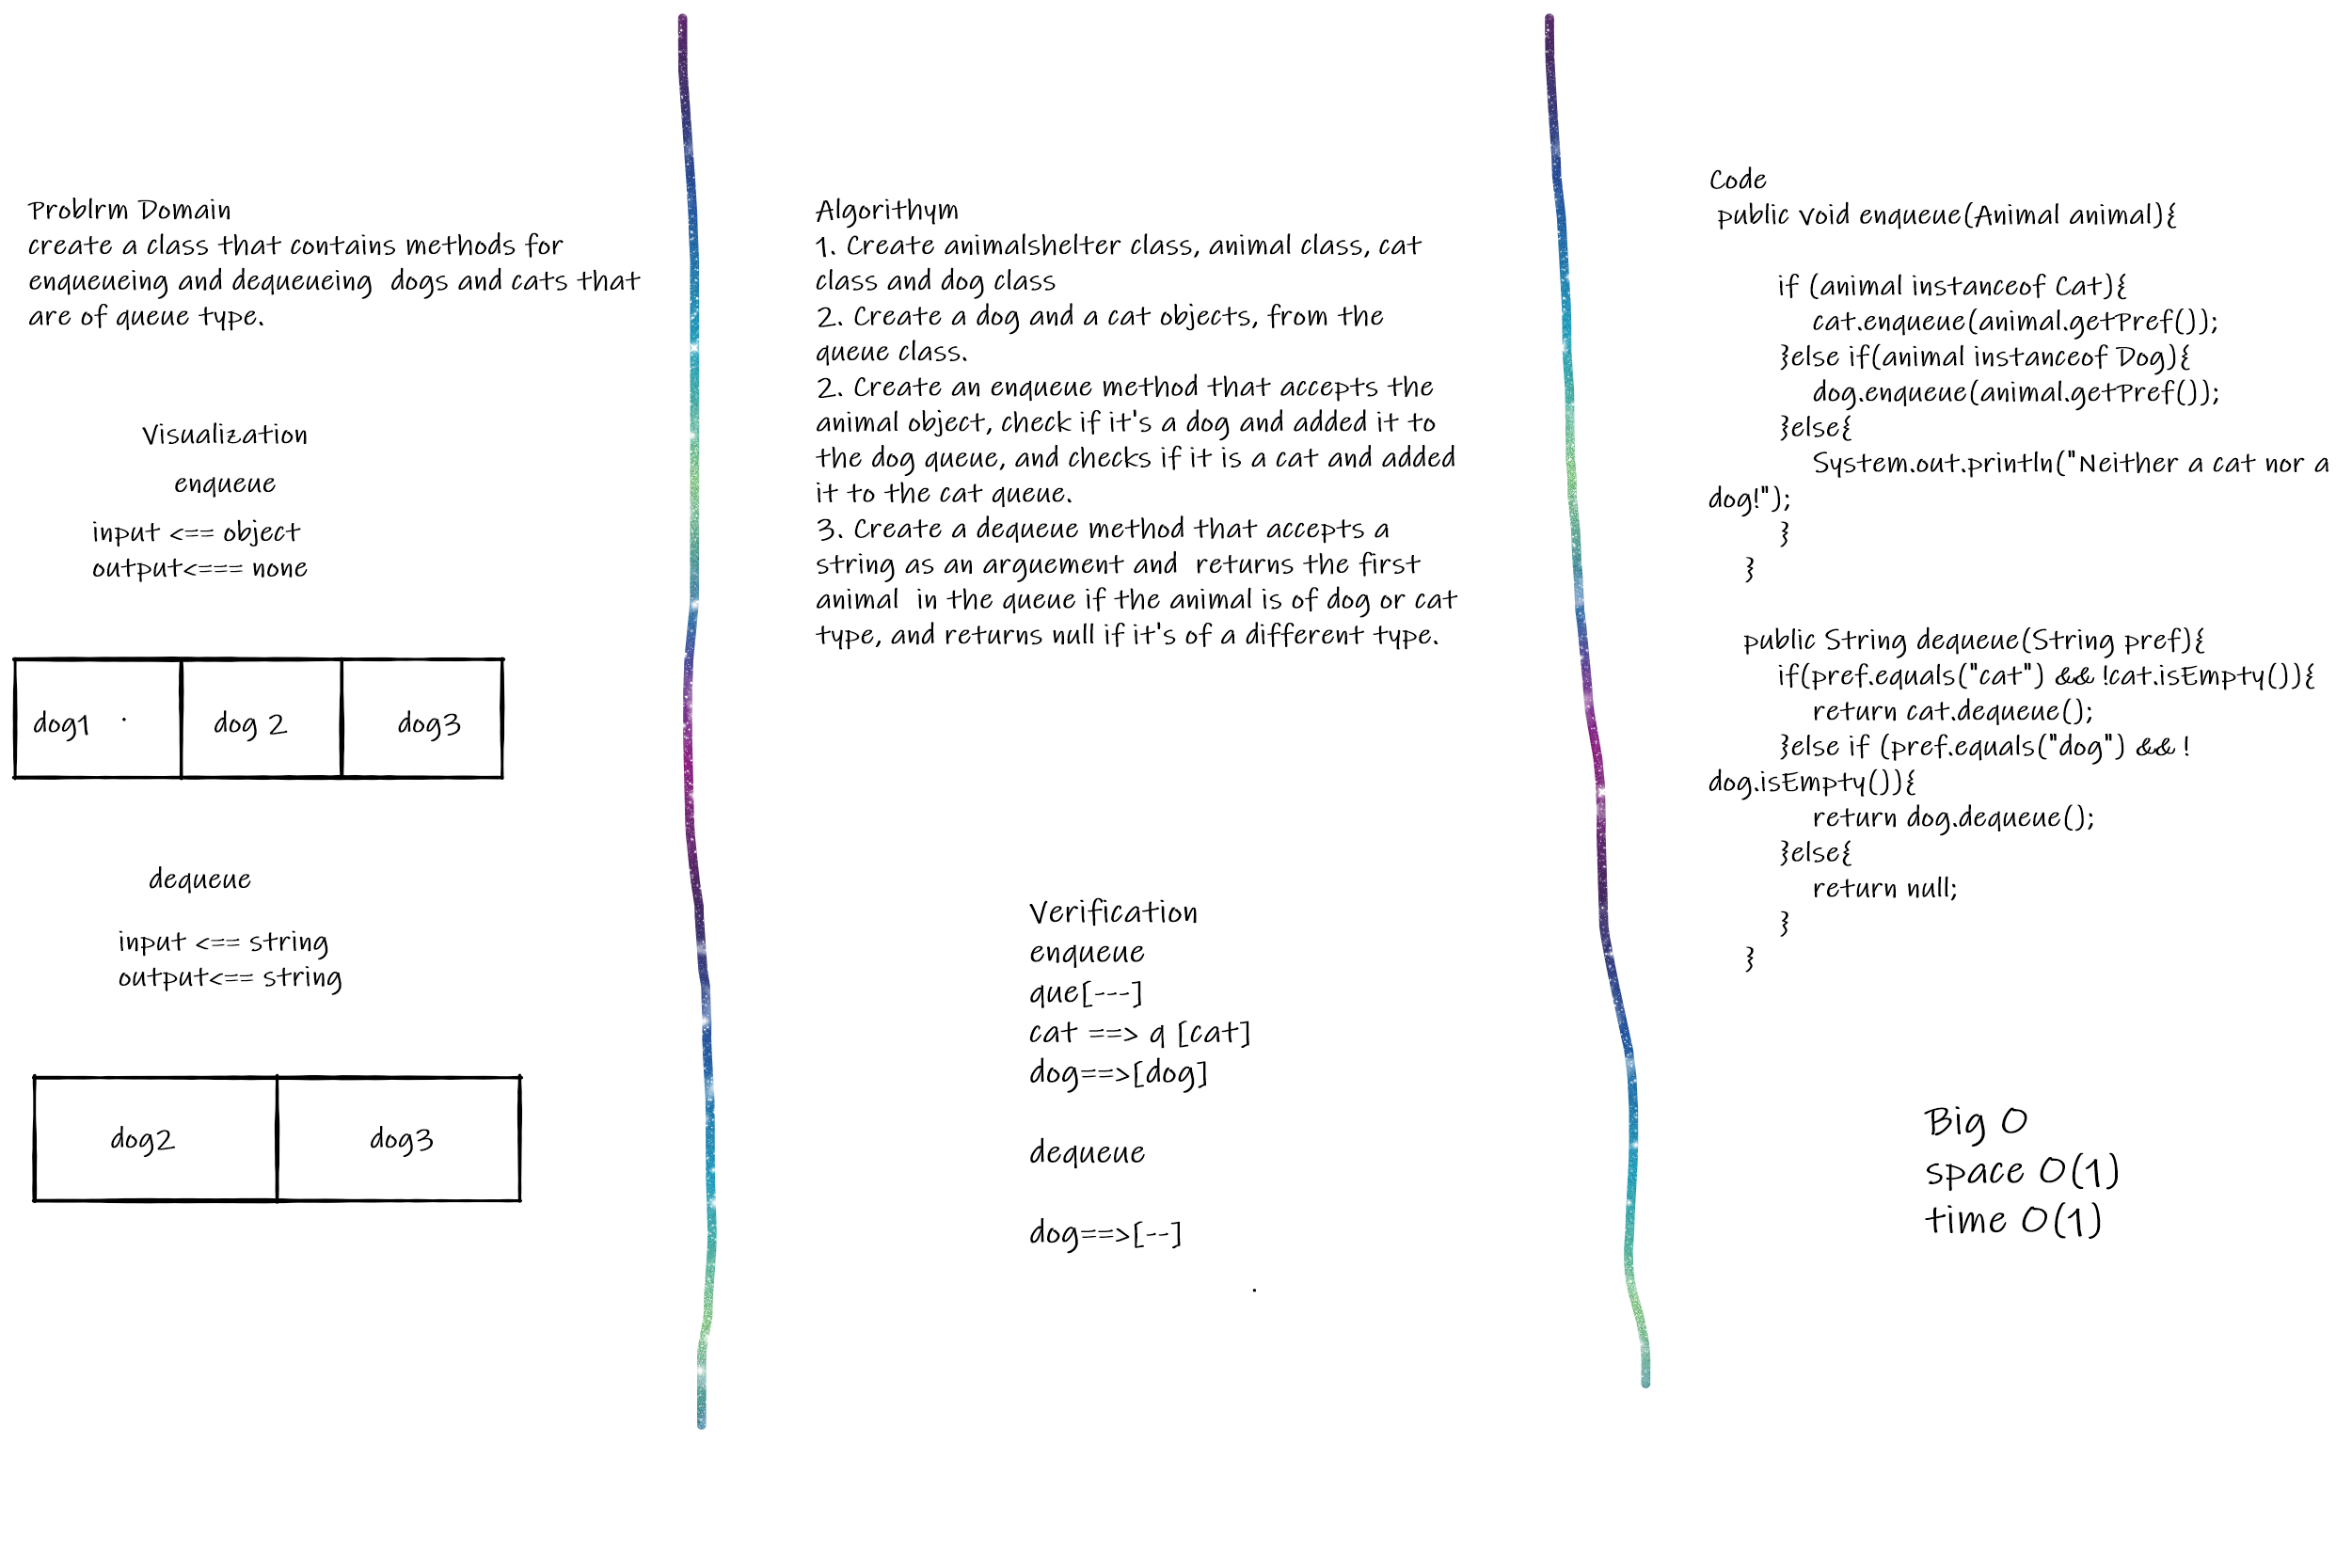 Problrm Domain
create a class that contains methods for
enqueueing and dequeueing  dogs and cats that
are of queue type.
Visualization
enqueue
input <== object
output<=== none
dog1
dog 2
dog3
dequeue
input <== string
output<== string
dog2
dog3
Algorithym
1. Create animalshelter class, animal class, cat
class and dog class
2. Create a dog and a cat objects, from the
queue class.
2. Create an enqueue method that accepts the
animal object, check if it's a dog and added it to
the dog queue, and checks if it is a cat and added
it to the cat queue.
3. Create a dequeue method that accepts a
string as an arguement and  returns the first
animal  in the queue if the animal is of dog or cat
type, and returns null if it's of a different type.
Verification
enqueue
que[---]
cat ==> q [cat]
dog==>[dog]
dequeue
dog==>[--]
Code
public void enqueue(Animal animal){
if (animal instanceof Cat){
cat.enqueue(animal.getPref());
}else if(animal instanceof Dog){
dog.enqueue(animal.getPref());
}else{
System.out.println("Neither a cat nor a
dog!");
}
}
public String dequeue(String pref){
if(pref.equals("cat") && !cat.isEmpty()){
return cat.dequeue();
}else if (pref.equals("dog") && !
dog.isEmpty()){
return dog.dequeue();
}else{
return null;
}
}
Big O
space O(1)
time O(1)